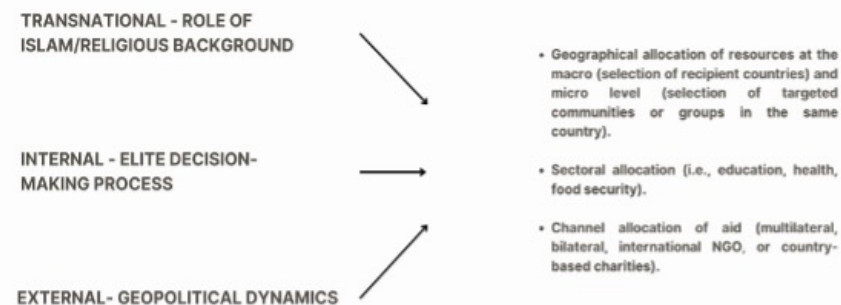 TRANSNATIONAL - ROLE OF
ISLAM/RELIGIOUS BACKGROUND
INTERNAL - ELITE DECISION-
MAKING PROCESS
EXTERNAL- GEOPOLITICAL DYNAMICS
• Geographical allocation of resources at the
macro (selection of recipient countries) and
micro level (selection of targeted
communities or groups in the same
country).
• Sectoral allocation (i.e., education, health,
food security).
• Channel allocation of aid (multilateral,
bilateral, international NGO, or country-
based charities).